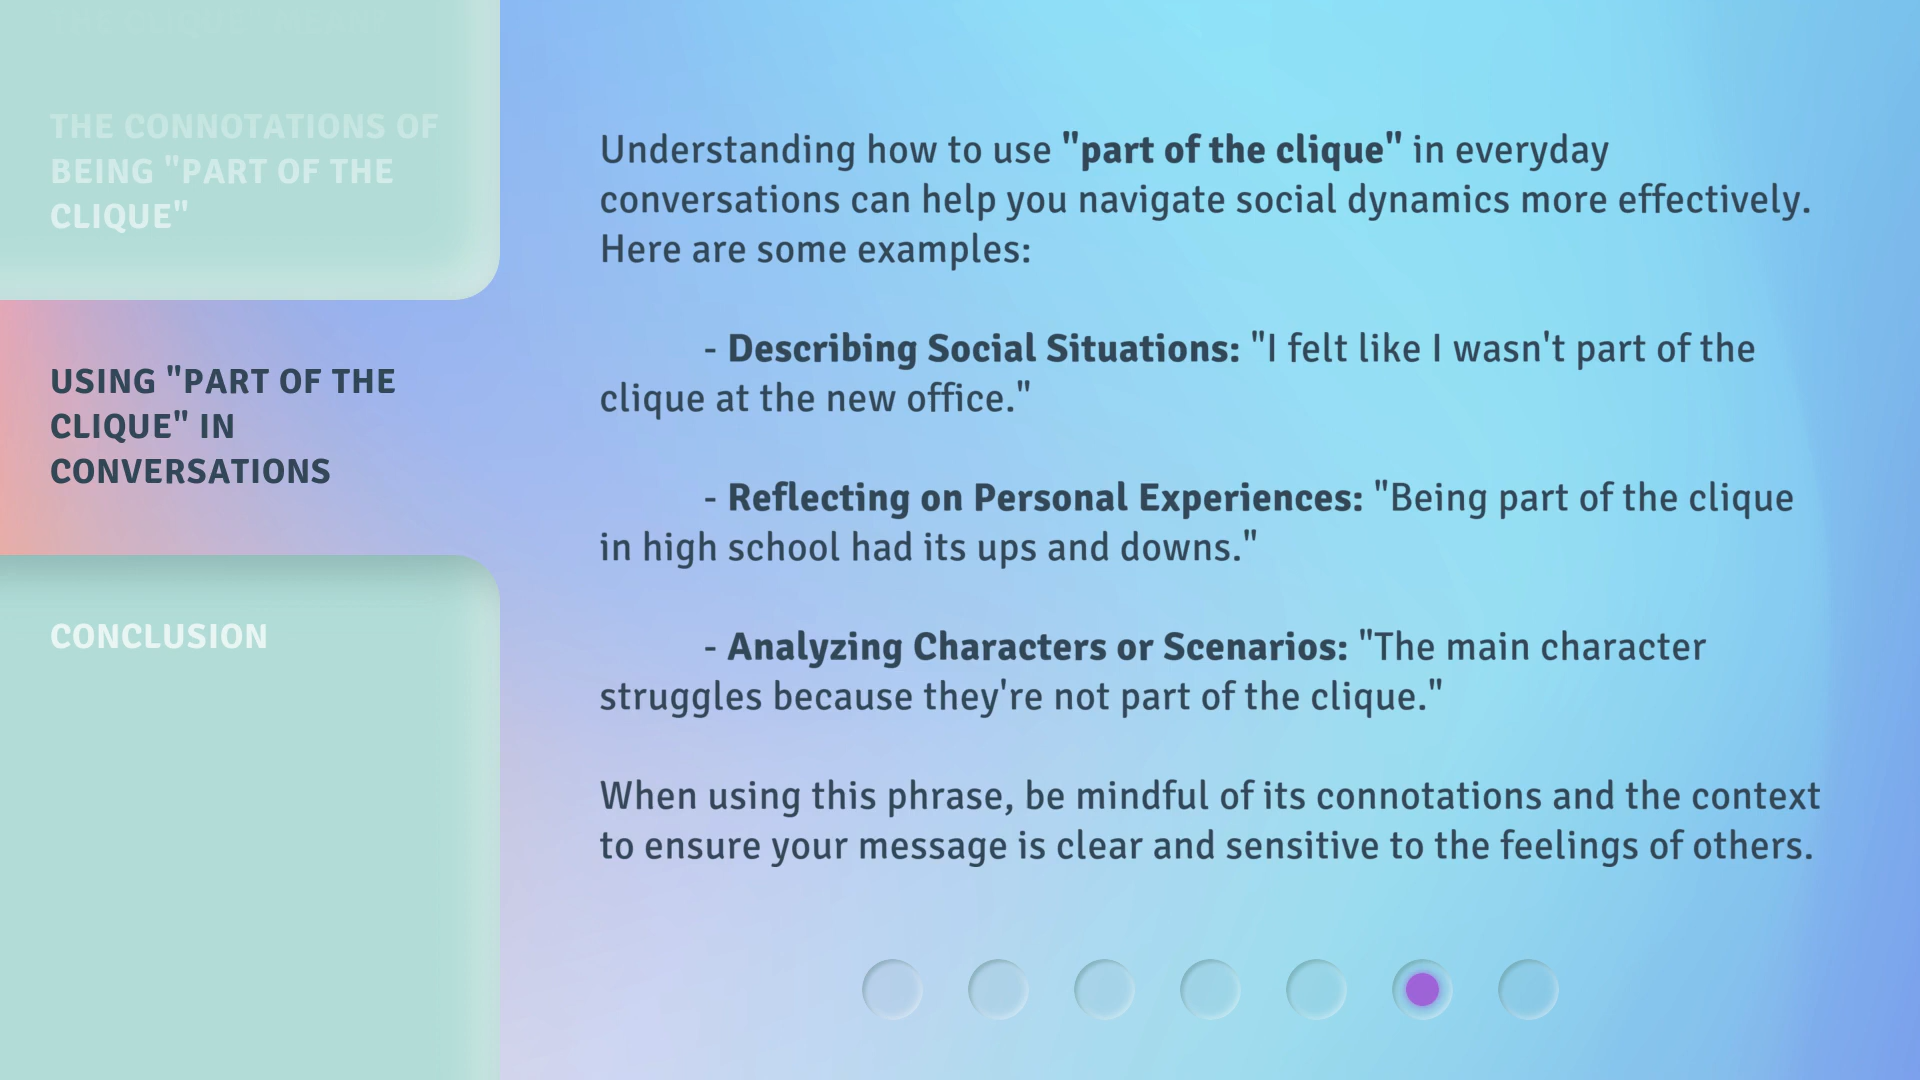 THE CONNOTATIONS OF
BEING "PART OF THE
CLIQUE"
USING "PART OF THE
CLIQUE" IN
CONVERSATIONS
CONCLUSION
Understanding how to use "part of the clique" in everyday
conversations can help you navigate social dynamics more effectively.
Here are some examples:
- Describing Social Situations: "I felt like I wasn't part of the
clique at the new office."
- Reflecting on Personal Experiences: "Being part of the clique
in high school had its ups and downs."
- Analyzing Characters or Scenarios: "The main character
struggles because they're not part of the clique."
When using this phrase, be mindful of its connotations and the context
to ensure your message is clear and sensitive to the feelings of others.